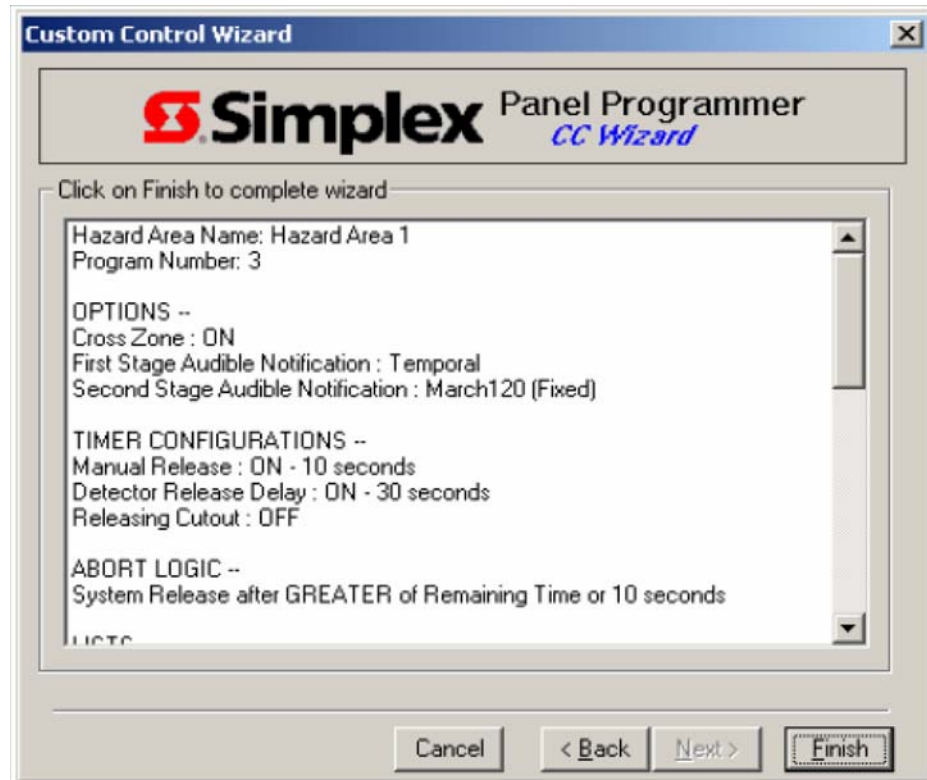 Custom Control Wizard
Simplex Panel Programmer
CC Wizard
Click on Finish to complete wizard
Hazard Area Name: Hazard Area 1
Program Number: 3
OPTIONS --
Cross Zone : ON
First Stage Audible Notification : Temporal
Second Stage Audible Notification : March120 (Fixed)
TIMER CONFIGURATIONS --
Manual Release : ON - 10 seconds
Detector Release Delay : ON - 30 seconds
Releasing Cutout : OFF
ABORT LOGIC --
System Release after GREATER of Remaining Time or 10 seconds
LISTS
Cancel
< Back
Next >
Finish